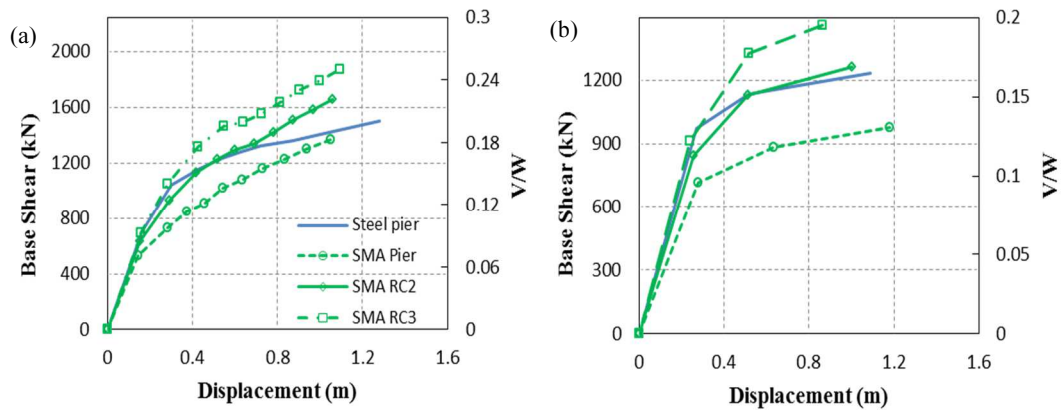 (a)
Base Shear (kN)
2000
1600
1200
800
400
0
0.3
0.24
0.18
0.12
0.06
0
V/W
Steel pier
SMA Pier
SMA RC2
SMA RC3
0 0.4 0.8 1.2 1.6
Displacement (m)
(b)
Base Shear (kN)
1200
900
600
300
0
0.2
0.15
0.1
0.05
0
V/W
0 0.4 0.8 1.2 1.6
Displacement (m)